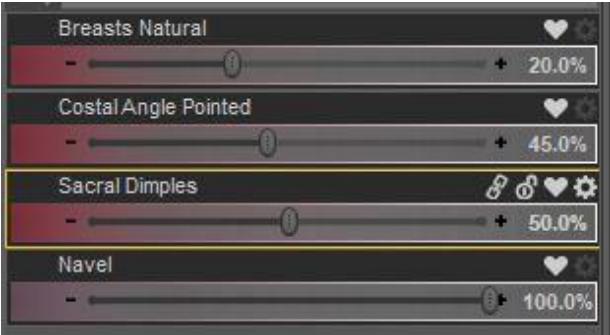 Breasts Natural
- + 20.0%
Costal Angle Pointed
- + 45.0%
Sacral Dimples
- + 50.0%
Navel
- + 100.0%